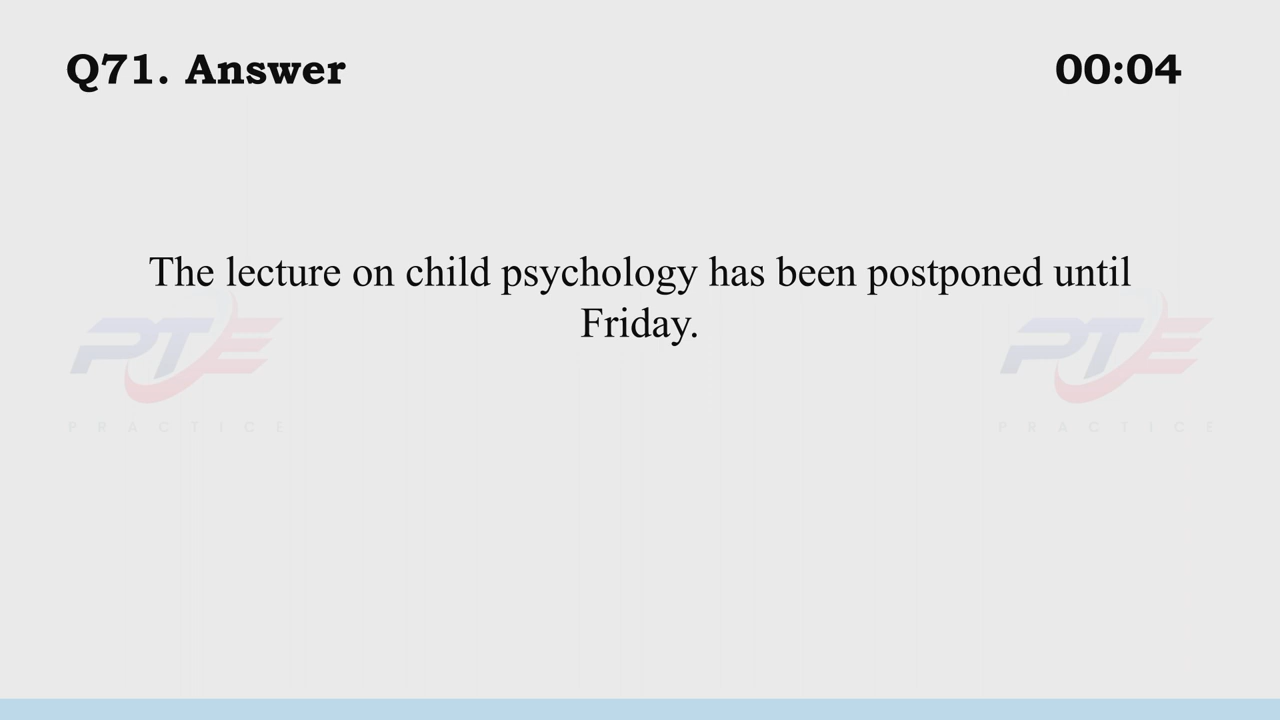 Q71. Answer
00:04
The lecture on child psychology has been postponed until
Friday.
PTE
PRACTICE
PTE
PRACTICE